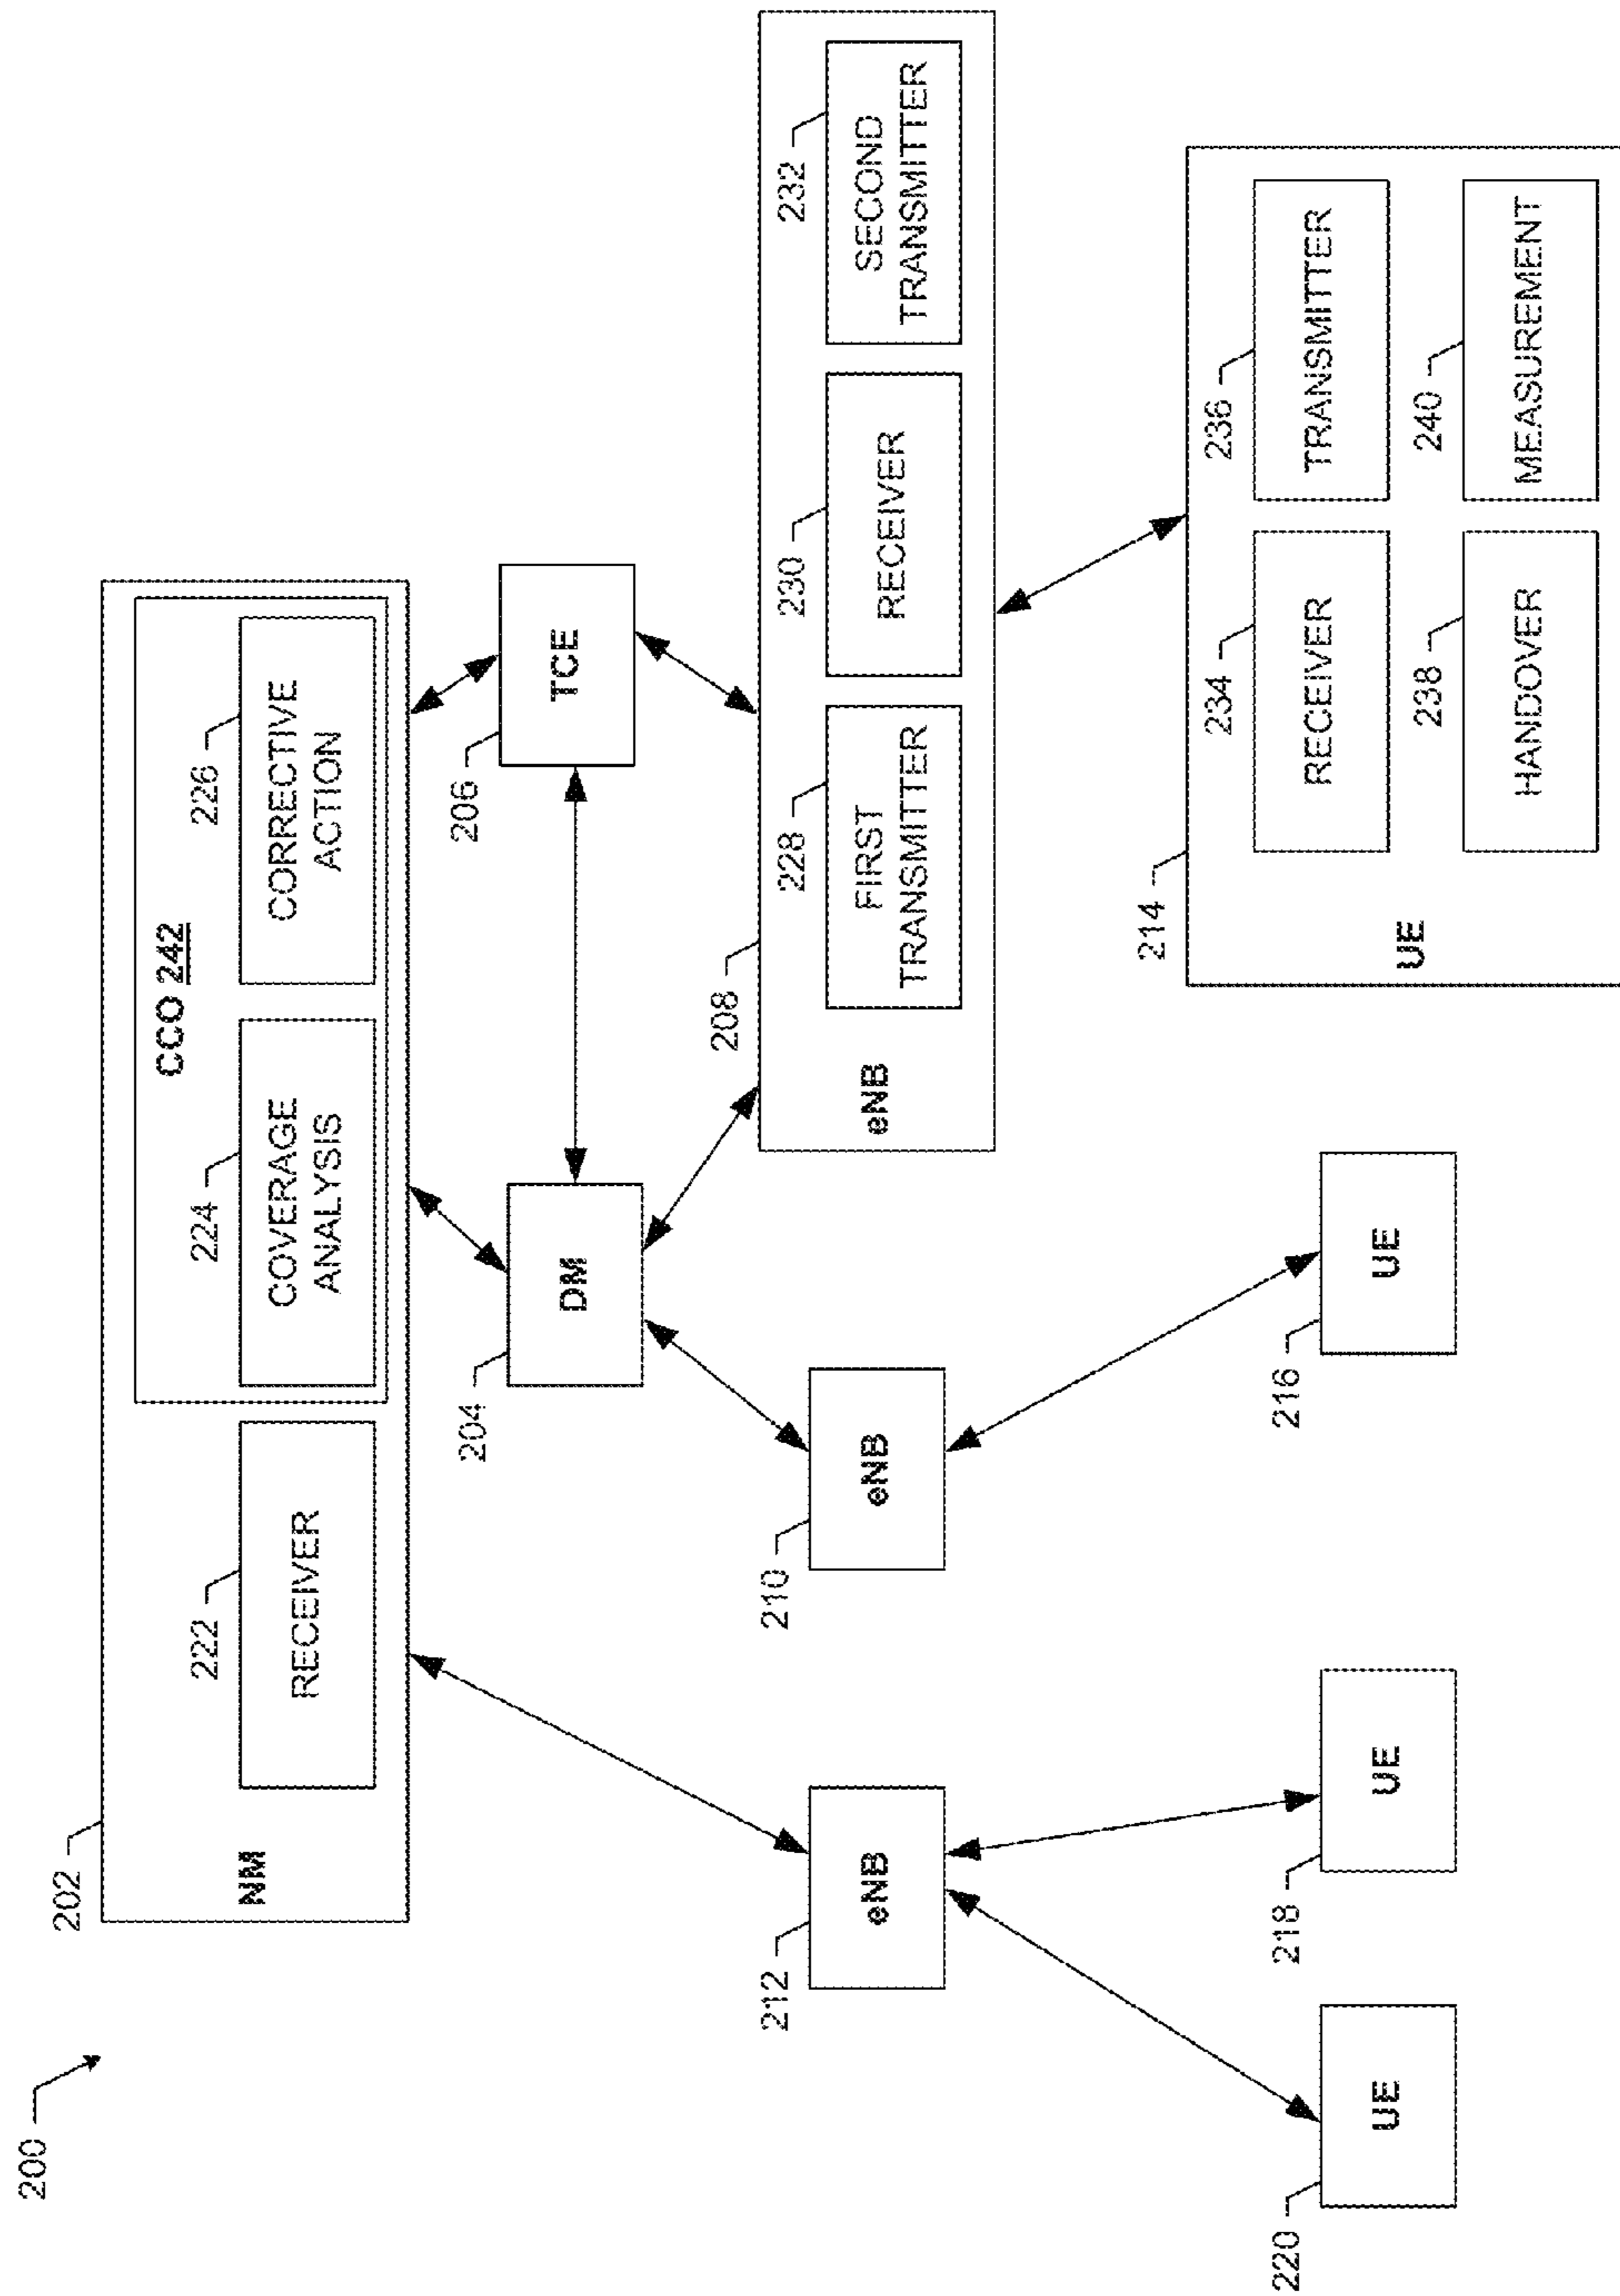 200
202
NM
222
RECEIVER
CCO 242
224
COVERAGE
ANALYSIS
226
CORRECTIVE
ACTION
204
DM
206
TCE
212
eNB
210
eNB
208
eNB
228
FIRST
TRANSMITTER
230
RECEIVER
232
SECOND
TRANSMITTER
220
UE
218
UE
216
UE
214
UE
234
RECEIVER
236
TRANSMITTER
238
HANDOVER
240
MEASUREMENT